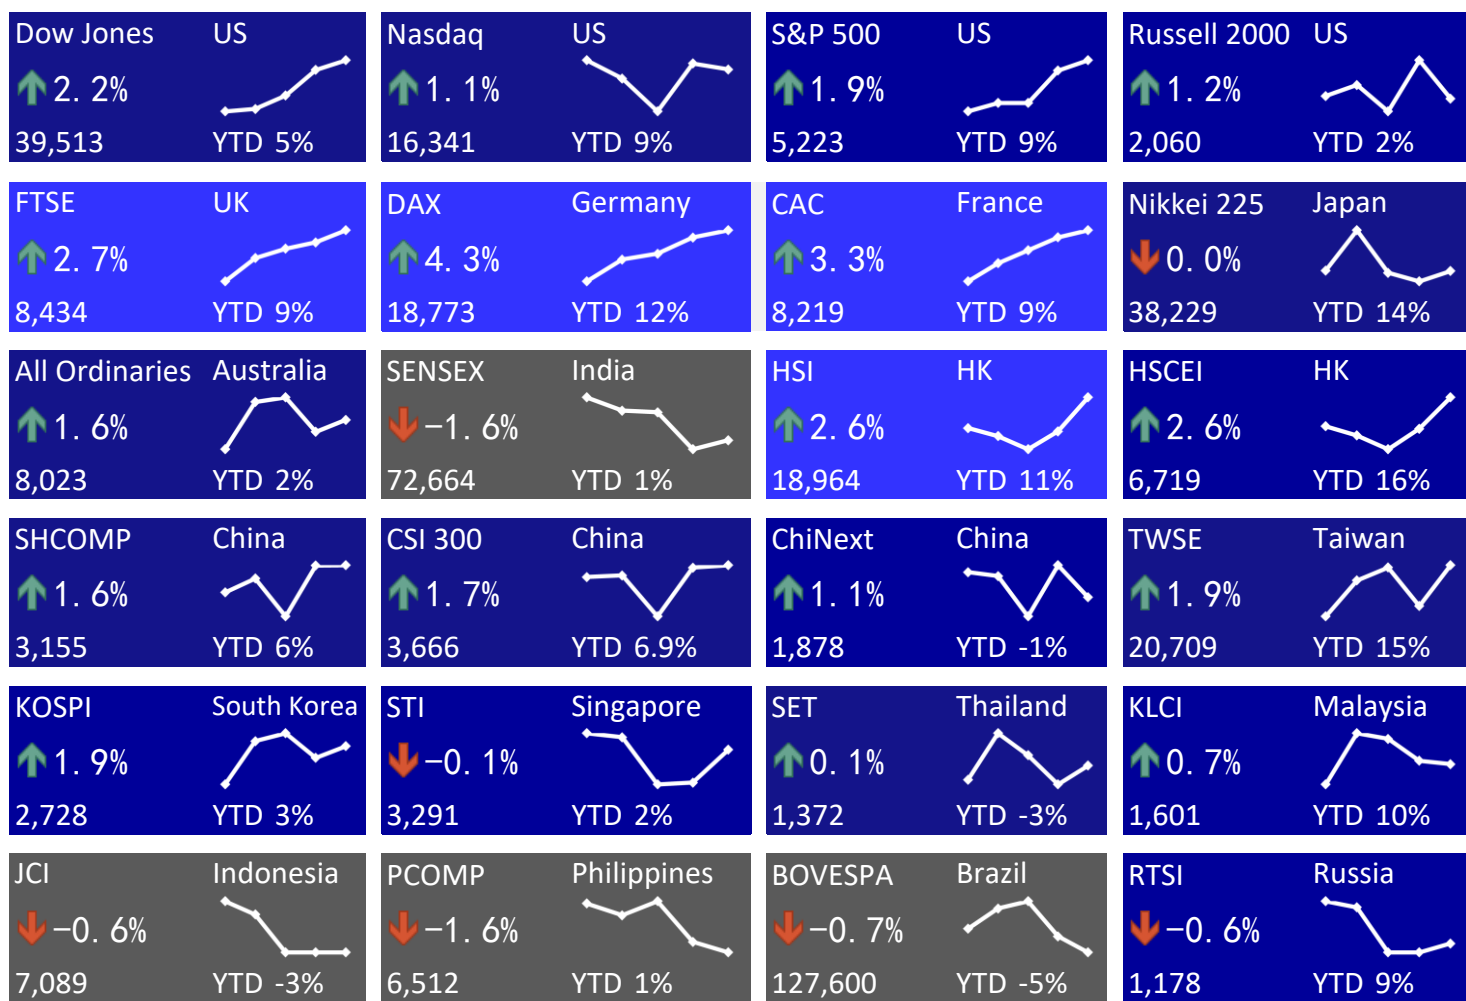 Dow Jones US
2.2%
39,513 YTD 5%
Nasdaq US
1.1%
16,341 YTD 9%
S&P 500 US
1.9%
5,223 YTD 9%
Russell 2000 US
1.2%
2,060 YTD 2%
FTSE UK
2.7%
8,434 YTD 9%
DAX Germany
4.3%
18,773 YTD 12%
CAC France
3.3%
8,219 YTD 9%
Nikkei 225 Japan
0.0%
38,229 YTD 14%
All Ordinaries Australia
1.6%
8,023 YTD 2%
SENSEX India
-1.6%
72,664 YTD 1%
HSI HK
2.6%
18,964 YTD 11%
HSCEI HK
2.6%
6,719 YTD 16%
SHCOMP China
1.6%
3,155 YTD 6%
CSI 300 China
1.7%
3,666 YTD 6.9%
ChiNext China
1.1%
1,878 YTD -1%
TWSE Taiwan
1.9%
20,709 YTD 15%
KOSPI South Korea
1.9%
2,728 YTD 3%
STI Singapore
-0.1%
3,291 YTD 2%
SET Thailand
0.1%
1,372 YTD -3%
KLCI Malaysia
0.7%
1,601 YTD 10%
JCI Indonesia
-0.6%
7,089 YTD -3%
PCOMP Philippines
-1.6%
6,512 YTD 1%
BOVESPA Brazil
-0.7%
127,600 YTD -5%
RTSI Russia
-0.6%
1,178 YTD 9%